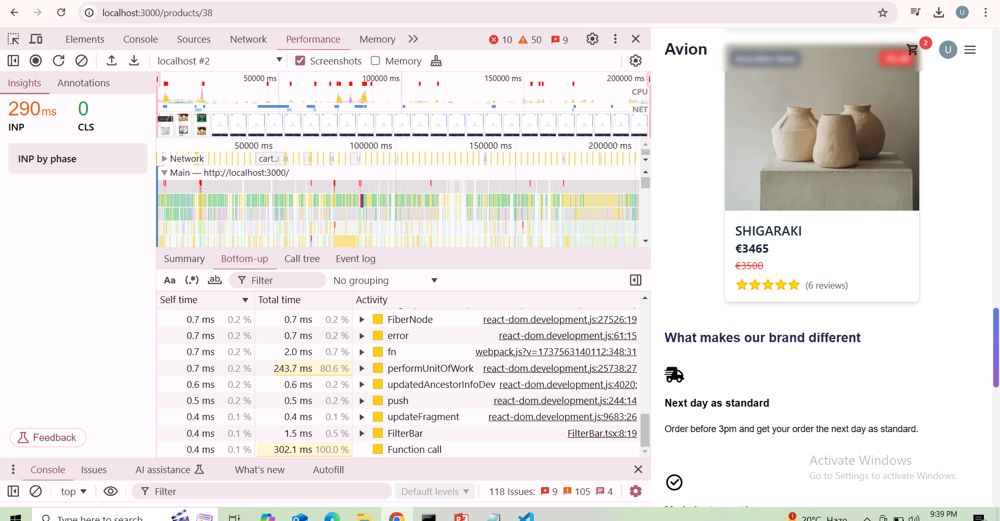 localhost:3000/products/38
U
Elements Console Sources Network Performance Memory 10 50 9
localhost #2 Screenshots Memory
Insights Annotations
290 ms 0
INP CLS
INP by phase
Feedback
50000 ms 100000 ms 150000 ms 200000 ms
CPU
NET
50000 ms 100000 ms 150000 ms 200000 ms
Network cart...
Main — http://localhost:3000/
Summary Bottom-up Call tree Event log
Aa (.*) ab Filter No grouping
Self time Total time Activity
0.7 ms 0.2 % 0.7 ms 0.2 % FiberNode react-dom.development.js:27526:19
0.7 ms 0.2 % 0.7 ms 0.2 % error react-dom.development.js:61:15
0.7 ms 0.2 % 2.0 ms 0.7 % fn webpack.js?v=1737563140112:348:31
0.7 ms 0.2 % 243.7 ms 80.6 % performUnitOfWork react-dom.development.js:25738:27
0.6 ms 0.2 % 0.6 ms 0.2 % updatedAncestorInfoDev react-dom.development.js:4020:
0.5 ms 0.2 % 0.5 ms 0.2 % push react-dom.development.js:244:14
0.4 ms 0.1 % 0.4 ms 0.1 % updateFragment react-dom.development.js:9683:26
0.4 ms 0.1 % 1.5 ms 0.5 % FilterBar FilterBar.tsx:8:19
0.4 ms 0.1 % 302.1 ms 100.0 % Function call
Console Issues AI assistance What's new Autofill
top Filter Default levels 118 Issues: 9 105 4
Avion 2 U
SHIGARAKI
€3465
€3500
(6 reviews)
What makes our brand different
Next day as standard
Order before 3pm and get your order the next day as standard.
Activate Windows
Go to Settings to activate Windows.
Type here to search
1 20°C Haze 9:39 PM